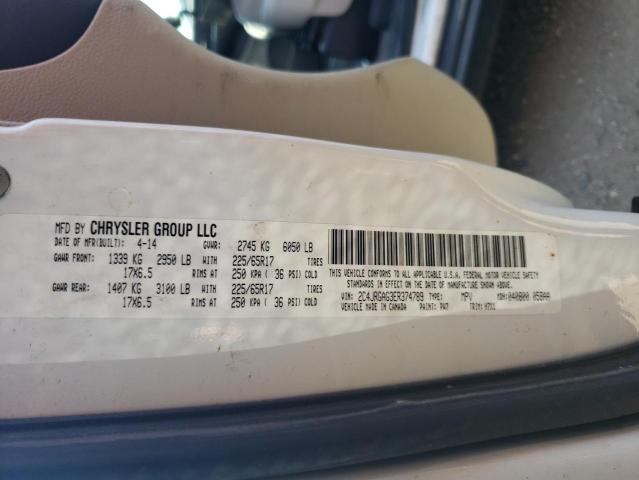 MFD BY CHRYSLER GROUP LLC
DATE OF MFR(BUILT): 4-14 GVWR: 2745 KG 6050 LB
GAWR FRONT: 1339 KG 2950 LB WITH 225/65R17 TIRES
17X6.5 RIMS AT 250 KPA ( 36 PSI) COLD
GAWR REAR: 1407 KG 3100 LB WITH 225/65R17 TIRES
17X6.5 RIMS AT 250 KPA ( 36 PSI) COLD
THIS VEHICLE CONFORMS TO ALL APPLICABLE U.S.A. FEDERAL MOTOR VEHICLE SAFETY
STANDARDS IN EFFECT ON THE DATE OF MANUFACTURE SHOWN ABOVE.
VIN: 2C4JRGAG3ER374789 TYPE: MPV MDH: 040800
VEHICLE MADE IN CANADA PAINT: PW7 TRIM: